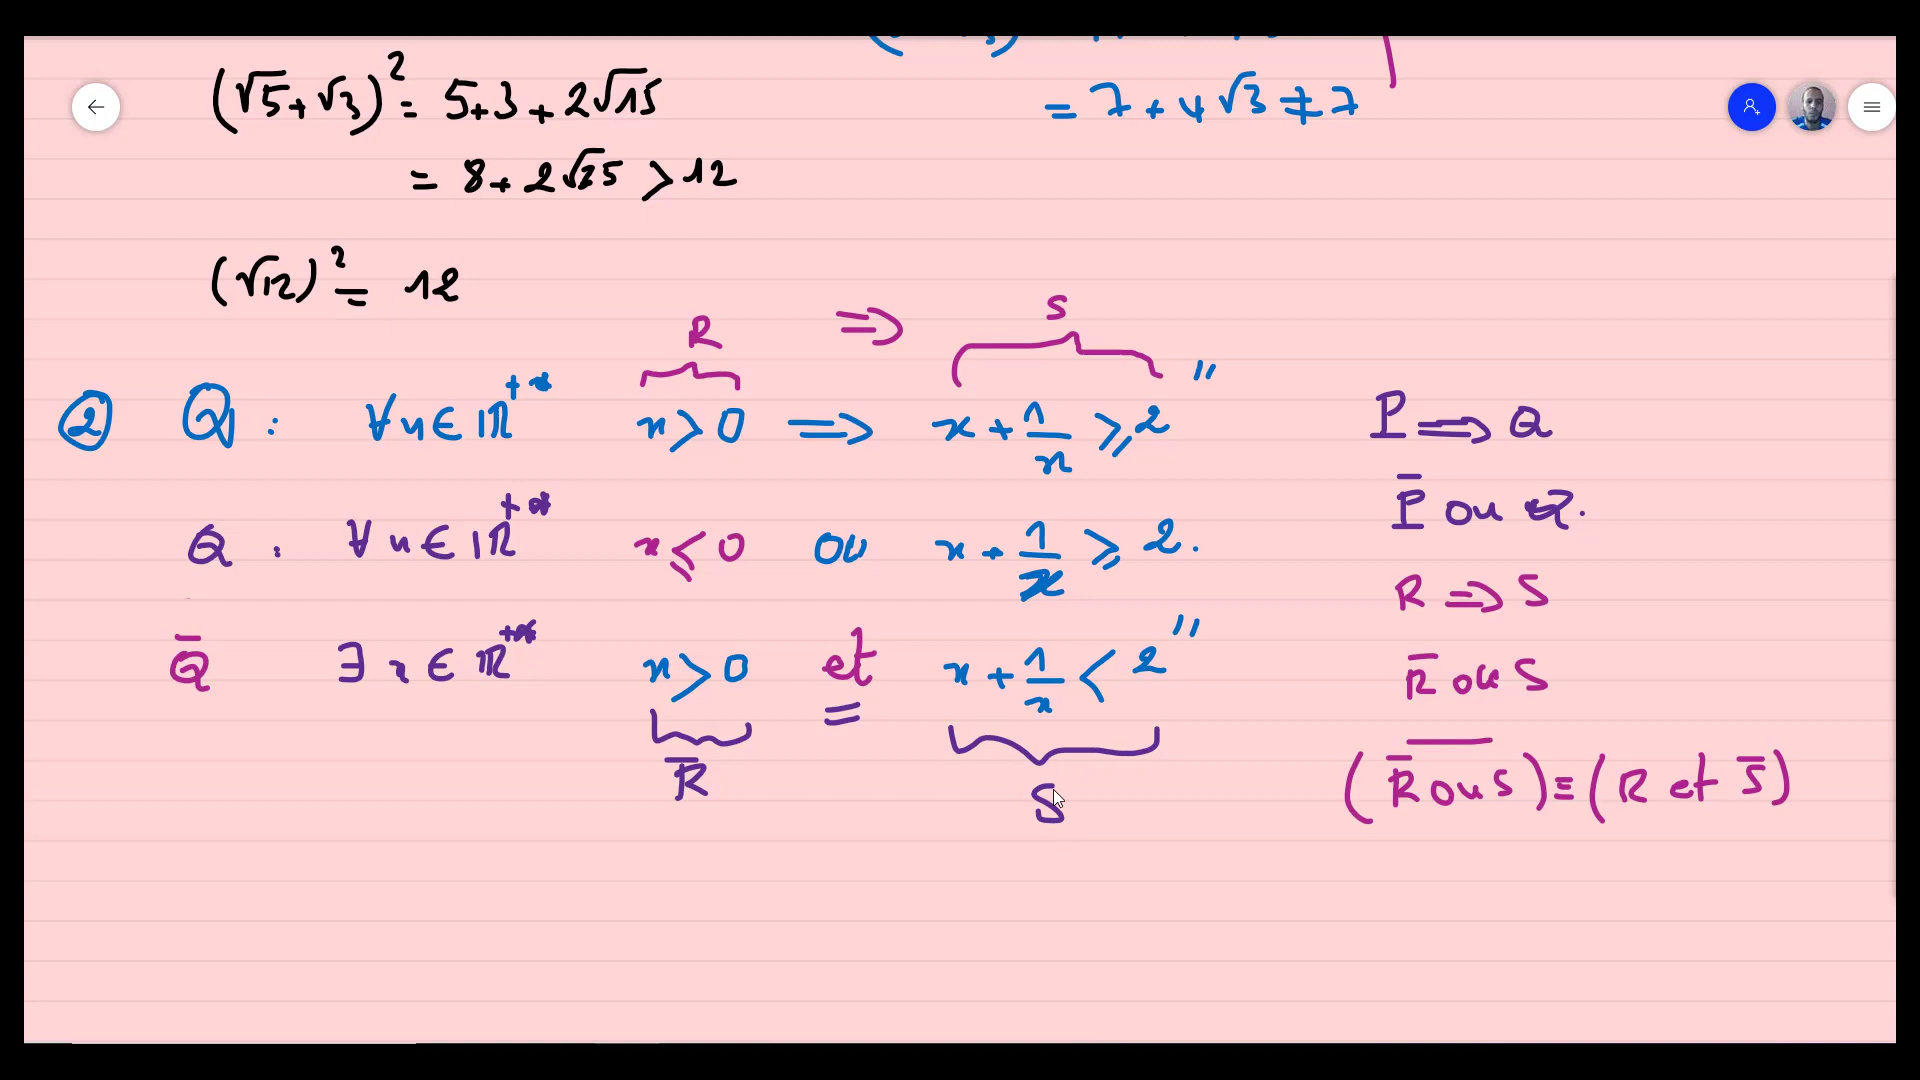 (√5+√3)² = 5+3+2√15
= 7+4√3 ≠ 7
= 8+2√15 > 12
(√12)² = 12
R ⇒ S
② Q : ∀x∈ℝ⁺* x>0 ⇒ x+1/x ≥ 2 "
P ⇒ Q
Q : ∀x∈ℝ⁺* x≤0 ou x+1/x ≥ 2.
P̄ ou Q.
R ⇒ S
Q̄ ∃x∈ℝ⁺* x>0 et x+1/x < 2 "
R̄ ou S
R̄ S
(R̄ ou S)‾ ≡ (R et S̄)